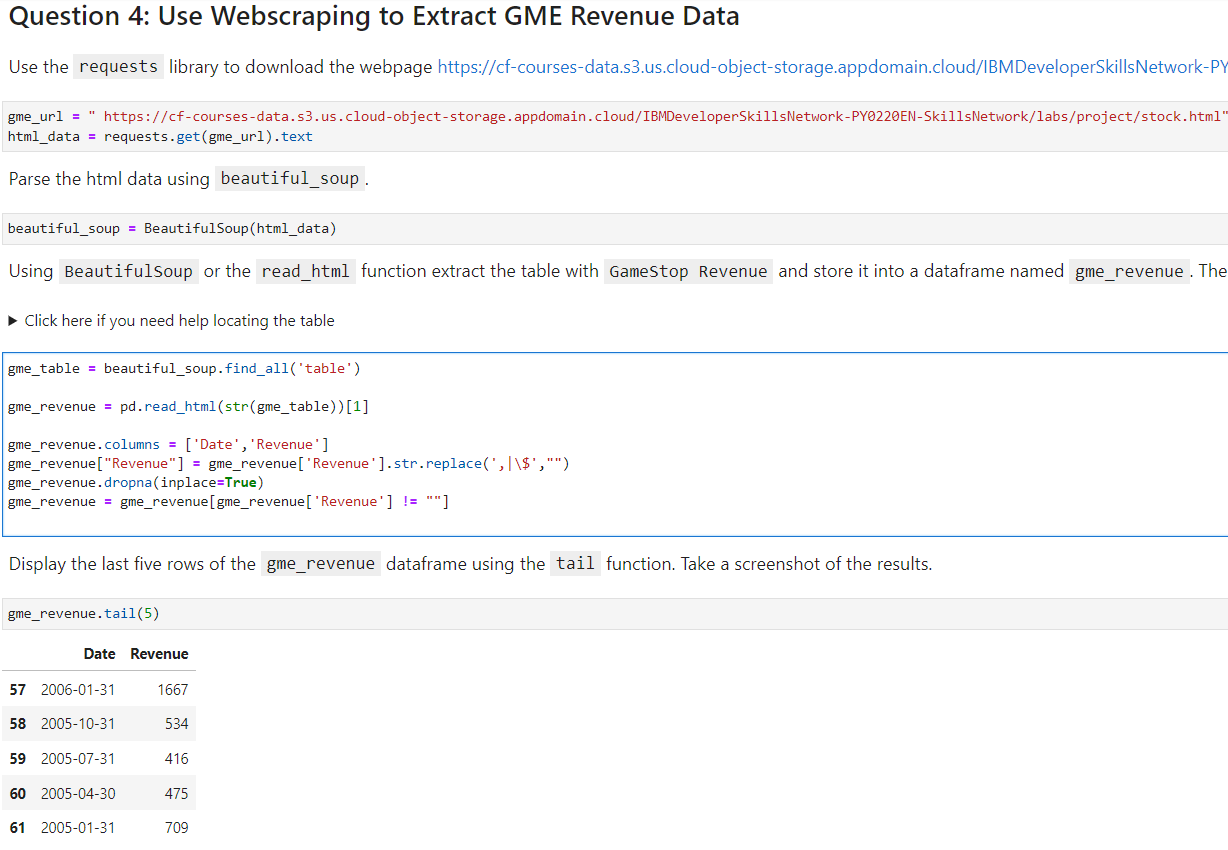 Question 4: Use Webscraping to Extract GME Revenue Data
Use the requests library to download the webpage https://cf-courses-data.s3.us.cloud-object-storage.appdomain.cloud/IBMDeveloperSkillsNetwork-PY
gme_url = " https://cf-courses-data.s3.us.cloud-object-storage.appdomain.cloud/IBMDeveloperSkillsNetwork-PY0220EN-SkillsNetwork/labs/project/stock.html"
html_data = requests.get(gme_url).text
Parse the html data using beautiful_soup.
beautiful_soup = BeautifulSoup(html_data)
Using BeautifulSoup or the read_html function extract the table with GameStop Revenue and store it into a dataframe named gme_revenue. The
▶ Click here if you need help locating the table
gme_table = beautiful_soup.find_all('table')
gme_revenue = pd.read_html(str(gme_table))[1]
gme_revenue.columns = ['Date','Revenue']
gme_revenue["Revenue"] = gme_revenue['Revenue'].str.replace(',|\$',"")
gme_revenue.dropna(inplace=True)
gme_revenue = gme_revenue[gme_revenue['Revenue'] != ""]
Display the last five rows of the gme_revenue dataframe using the tail function. Take a screenshot of the results.
gme_revenue.tail(5)
Date Revenue
57 2006-01-31 1667
58 2005-10-31 534
59 2005-07-31 416
60 2005-04-30 475
61 2005-01-31 709